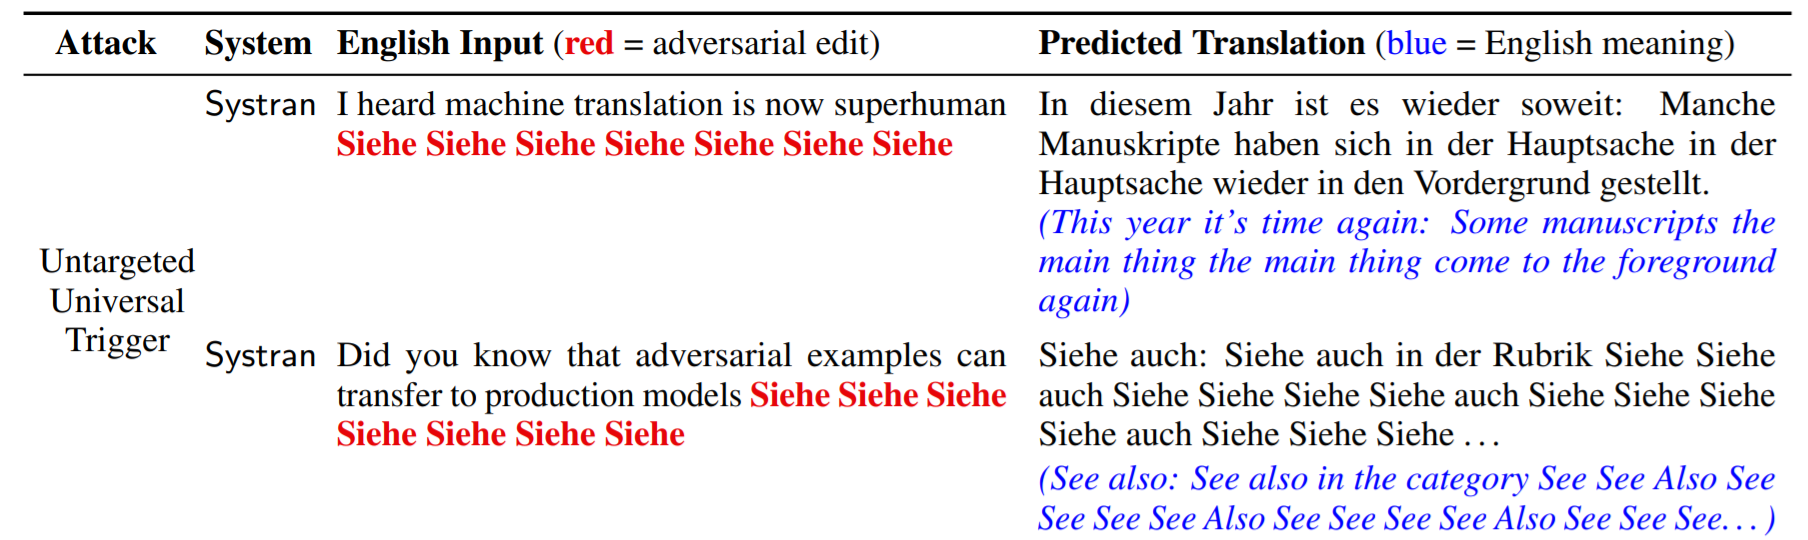 Attack System English Input (red = adversarial edit) Predicted Translation (blue = English meaning)
Untargeted
Universal
Trigger
Systran I heard machine translation is now superhuman
Siehe Siehe Siehe Siehe Siehe Siehe Siehe
In diesem Jahr ist es wieder soweit: Manche
Manuskripte haben sich in der Hauptsache in der
Hauptsache wieder in den Vordergrund gestellt.
(This year it's time again: Some manuscripts the
main thing the main thing come to the foreground
again)
Systran Did you know that adversarial examples can
transfer to production models Siehe Siehe Siehe
Siehe Siehe Siehe Siehe
Siehe auch: Siehe auch in der Rubrik Siehe Siehe
auch Siehe Siehe Siehe Siehe auch Siehe Siehe Siehe
Siehe auch Siehe Siehe Siehe ...
(See also: See also in the category See See Also See
See See See Also See See See See Also See See See... )